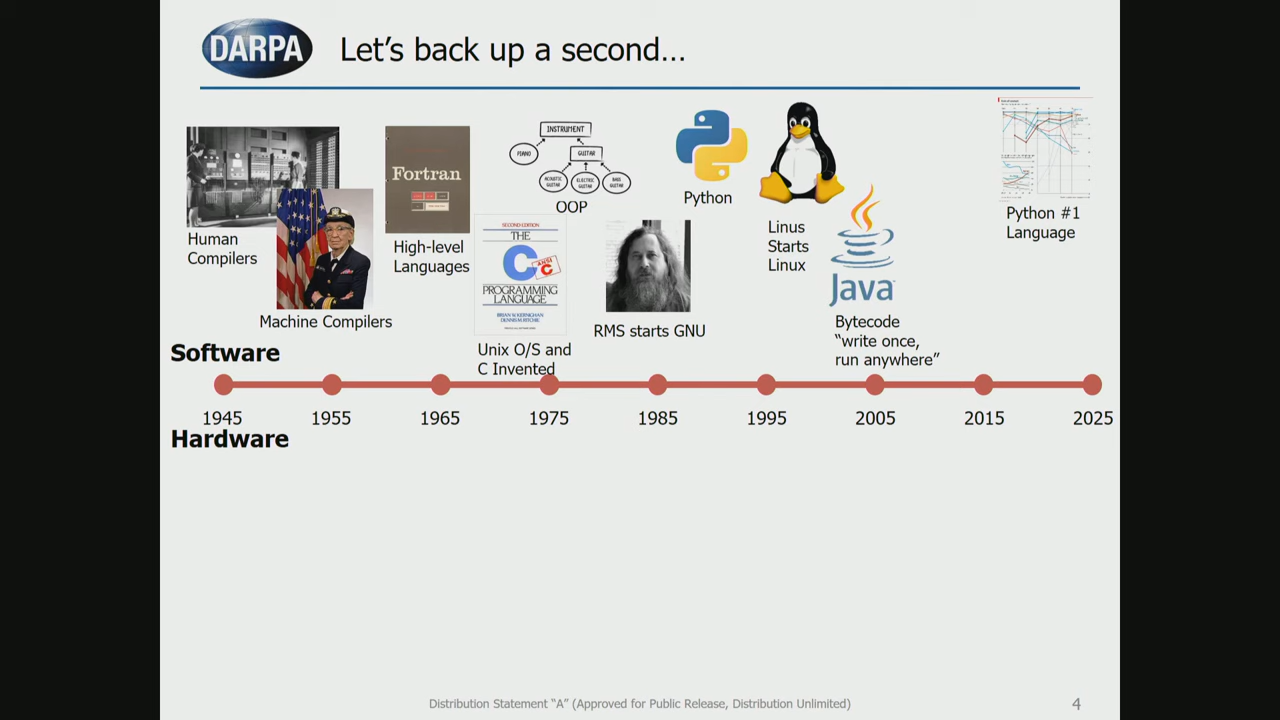 DARPA
Let's back up a second…
Human
Compilers
Machine Compilers
Fortran
High-level
Languages
INSTRUMENT
PIANO
GUITAR
ACOUSTIC
GUITAR
ELECTRIC
GUITAR
BASS
GUITAR
OOP
SECOND EDITION
THE
C
ANSI
C
PROGRAMMING
LANGUAGE
BRIAN W. KERNIGHAN
DENNIS M. RITCHIE
Unix O/S and
C Invented
RMS starts GNU
Python
Linus
Starts
Linux
Java
Bytecode
"write once,
run anywhere"
Python #1
Language
Software
1945 1955 1965 1975 1985 1995 2005 2015 2025
Hardware
Distribution Statement "A" (Approved for Public Release, Distribution Unlimited)
4